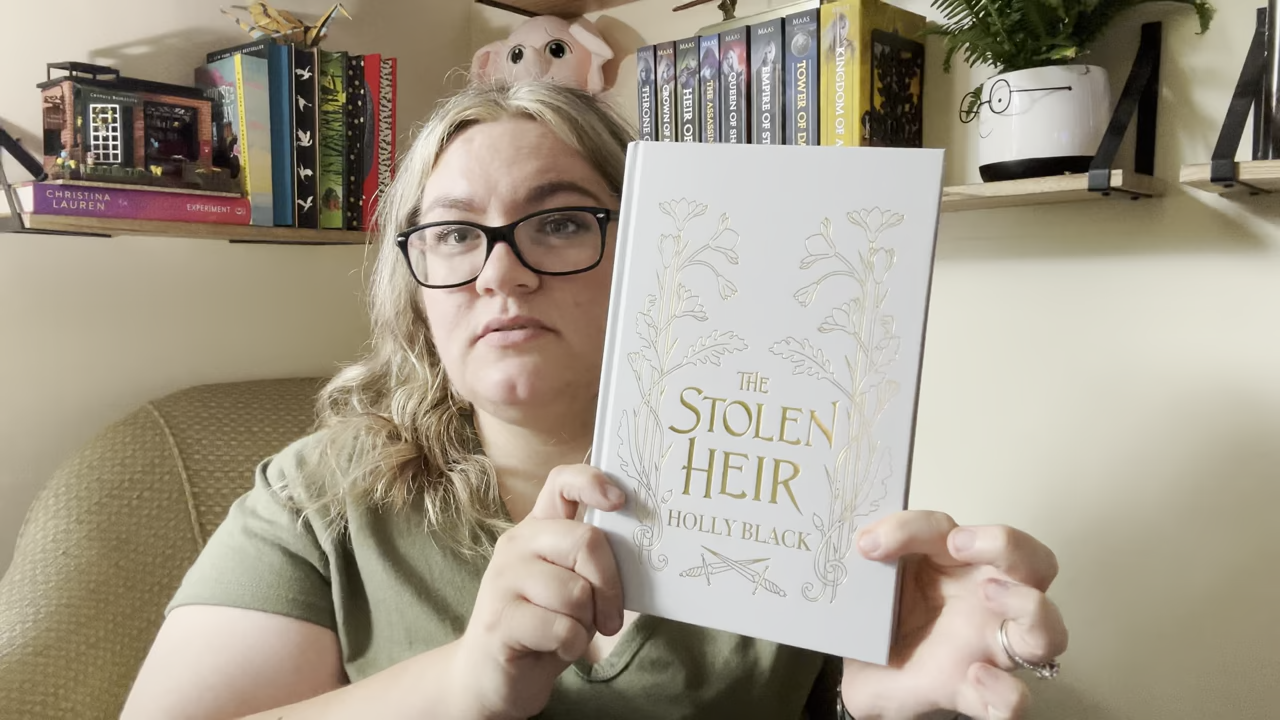 THE
STOLEN
HEIR
HOLLY BLACK
CHRISTINA
LAUREN
EXPERIMENT
MAAS
THRONE
MAAS
CROWN OF
MAAS
HEIR OF
MAAS
THE ASSASSIN
MAAS
QUEEN OF SH
MAAS
EMPIRE OF ST
MAAS
TOWER OF D
KINGDOM OF A